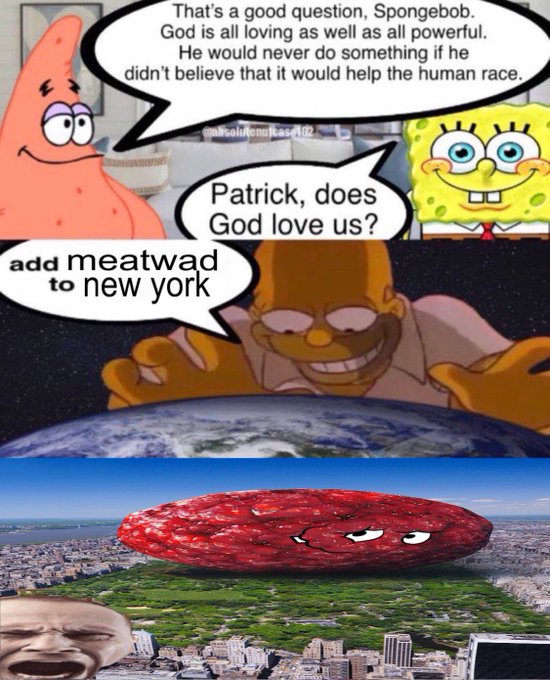 That's a good question, Spongebob.
God is all loving as well as all powerful.
He would never do something if he
didn't believe that it would help the human race.
@absolutenutcase162
Patrick, does
God love us?
add meatwad
to new york